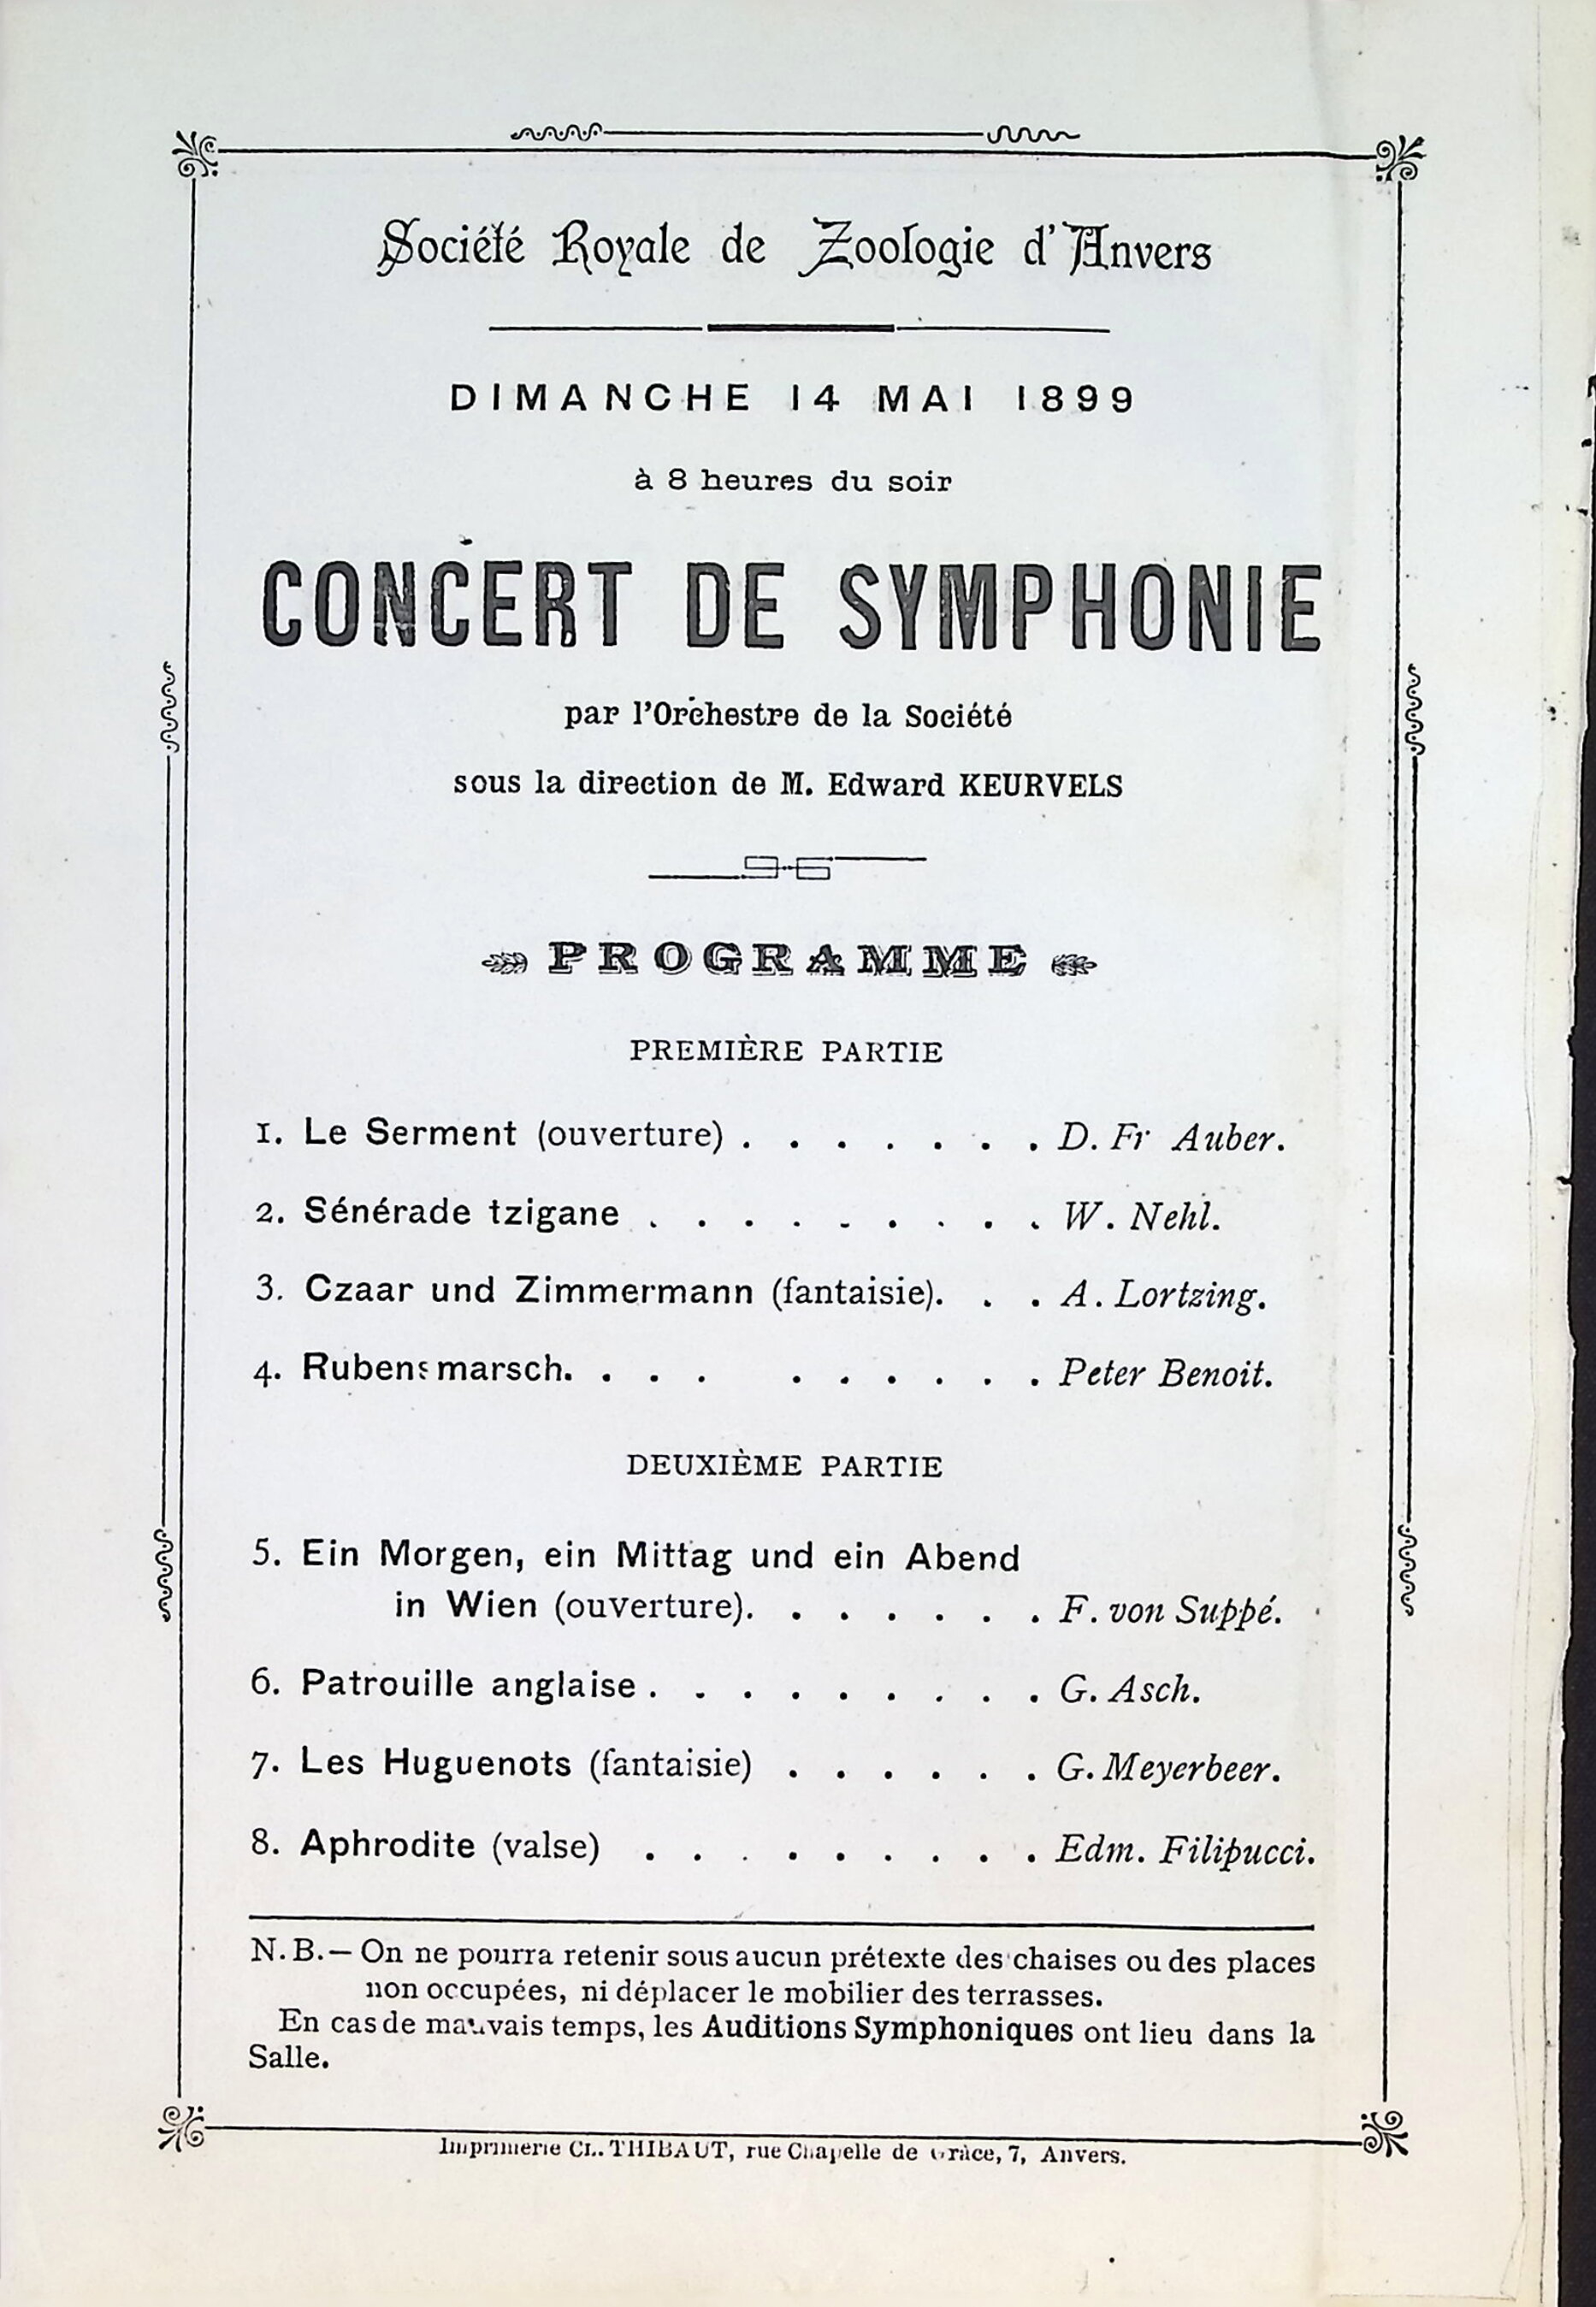 Société Royale de Zoologie d'Anvers
DIMANCHE 14 MAI 1899
à 8 heures du soir
CONCERT DE SYMPHONIE
par l'Orchestre de la Société
sous la direction de M. Edward KEURVELS
PROGRAMME
PREMIÈRE PARTIE
1. Le Serment (ouverture) . . . . . . . D. Fr Auber.
2. Sénérade tzigane . . . . . . . . . W. Nehl.
3. Czaar und Zimmermann (fantaisie). . . A. Lortzing.
4. Rubensmarsch. . . . . . . . . . Peter Benoit.
DEUXIÈME PARTIE
5. Ein Morgen, ein Mittag und ein Abend
in Wien (ouverture). . . . . . . F. von Suppé.
6. Patrouille anglaise . . . . . . . . . G. Asch.
7. Les Huguenots (fantaisie) . . . . . . G. Meyerbeer.
8. Aphrodite (valse) . . . . . . . . . Edm. Filipucci.
N.B. — On ne pourra retenir sous aucun prétexte des chaises ou des places
non occupées, ni déplacer le mobilier des terrasses.
En cas de mauvais temps, les Auditions Symphoniques ont lieu dans la
Salle.
Imprimerie CL. THIBAUT, rue Chapelle de Grâce, 7, Anvers.